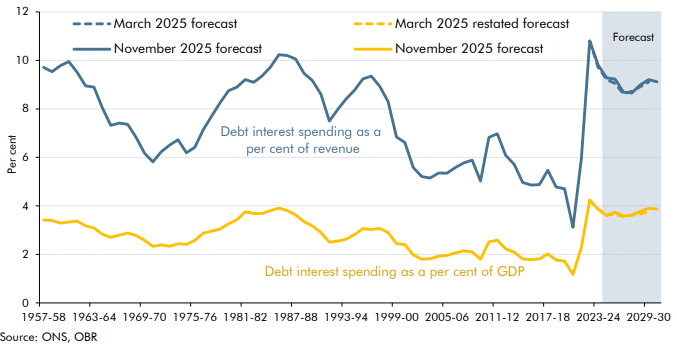 12
March 2025 forecast
March 2025 restated forecast
November 2025 forecast
November 2025 forecast
Forecast
10
8
Debt interest spending as a
per cent of revenue
Per cent
6
4
2
Debt interest spending as a per cent of GDP
0
1957-58 1963-64 1969-70 1975-76 1981-82 1987-88 1993-94 1999-00 2005-06 2011-12 2017-18 2023-24 2029-30
Source: ONS, OBR